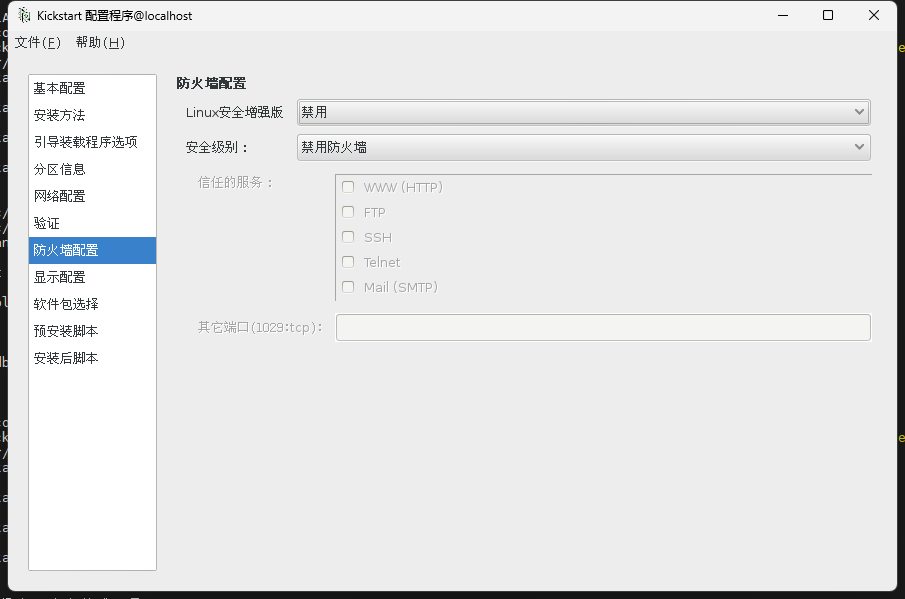 Kickstart 配置程序@localhost
文件(F) 帮助(H)
基本配置
安装方法
引导装载程序选项
分区信息
网络配置
验证
防火墙配置
显示配置
软件包选择
预安装脚本
安装后脚本
防火墙配置
Linux安全增强版 禁用
安全级别： 禁用防火墙
信任的服务：
WWW (HTTP)
FTP
SSH
Telnet
Mail (SMTP)
其它端口(1029:tcp)：